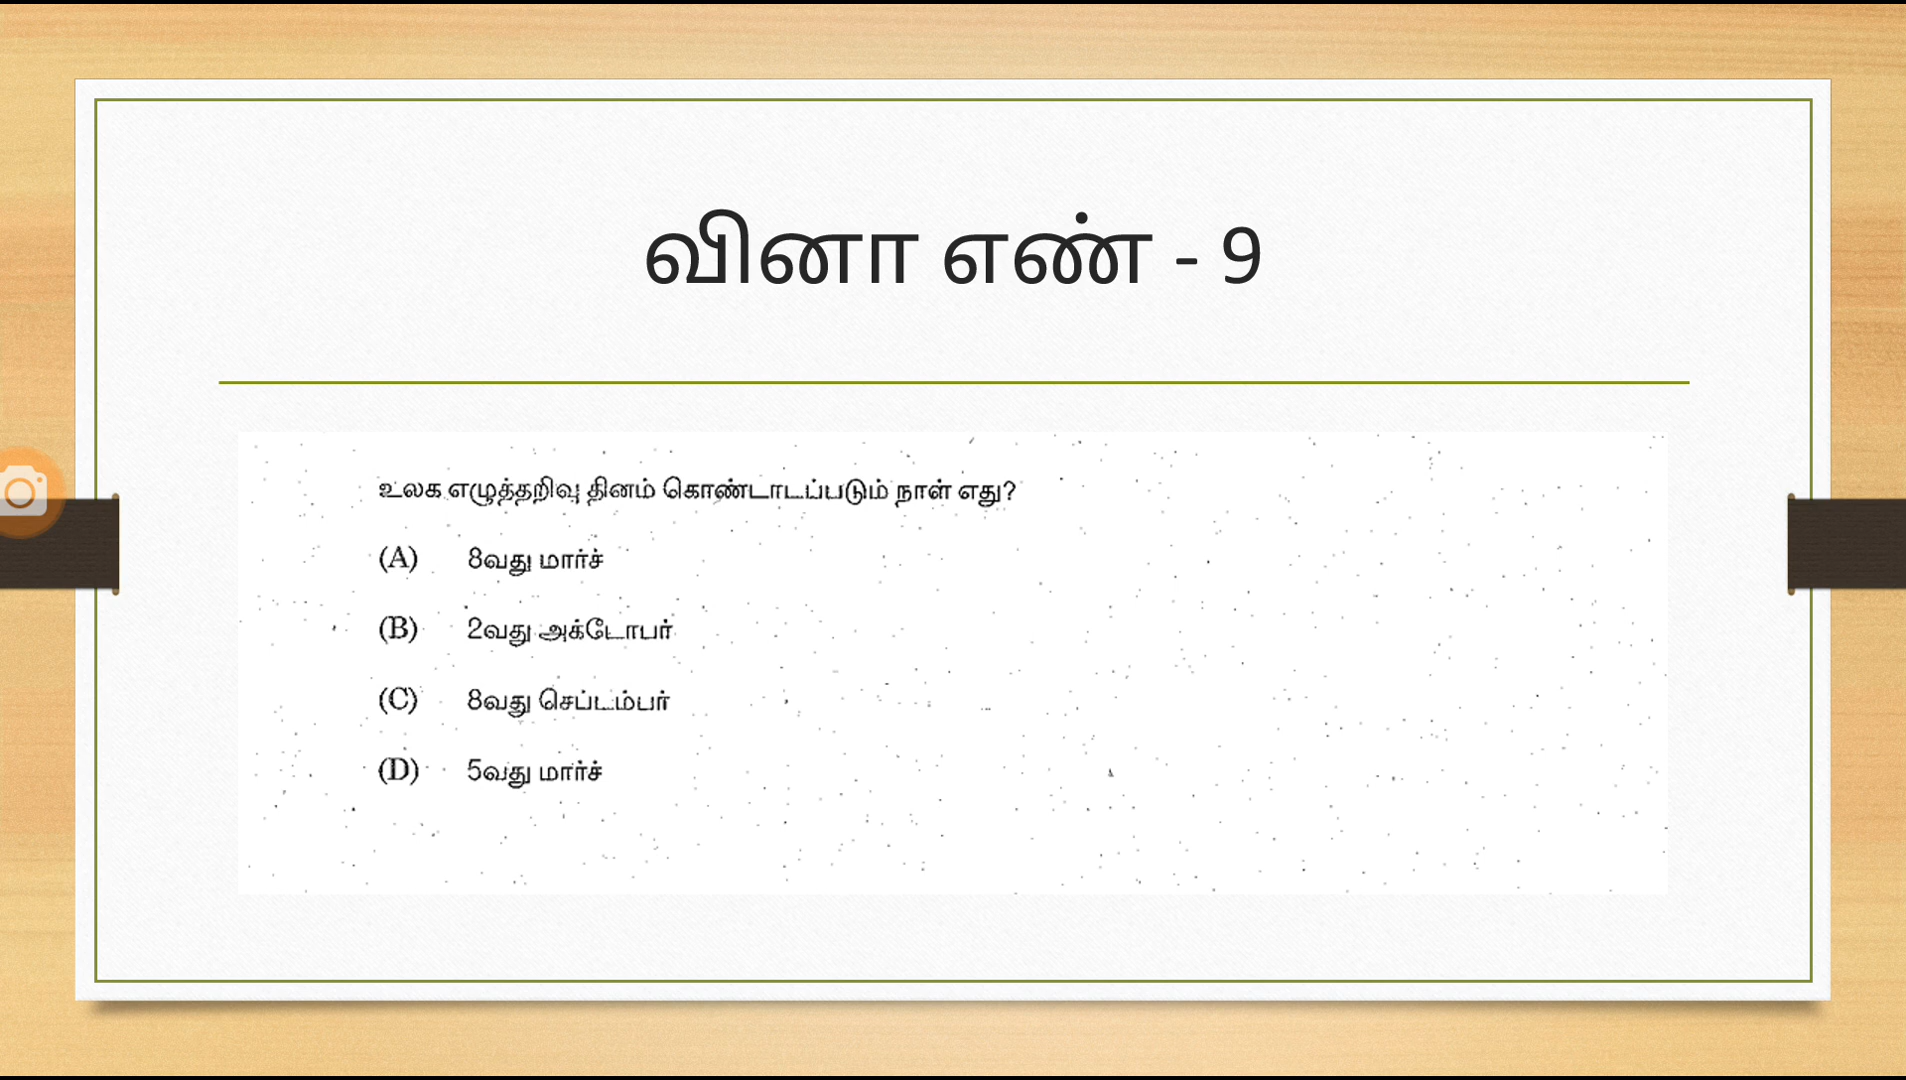 வினா எண் - 9
உலக எழுத்தறிவு தினம் கொண்டாடப்படும் நாள் எது?
(A) 8வது மார்ச்
(B) 2வது அக்டோபர்
(C) 8வது செப்டம்பர்
(D) 5வது மார்ச்